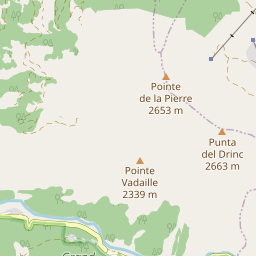 Pointe
de la Pierre
2653 m
Punta
del Drinc
2663 m
Pointe
Vadaille
2339 m